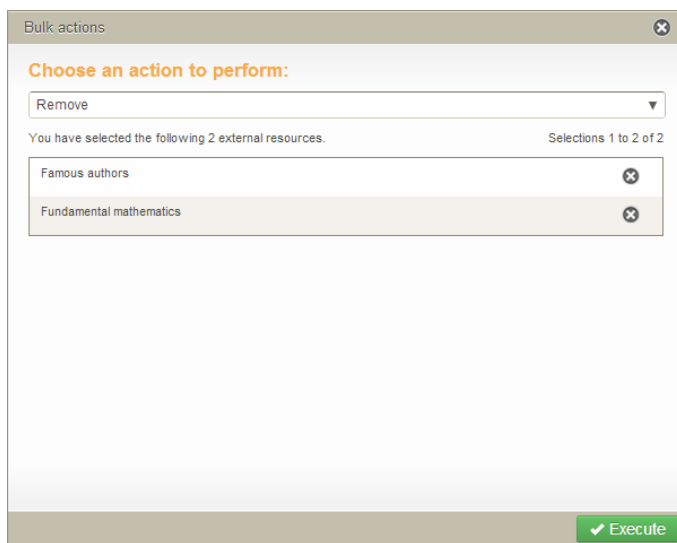 Bulk actions
Choose an action to perform:
Remove
You have selected the following 2 external resources. Selections 1 to 2 of 2
Famous authors
Fundamental mathematics
Execute